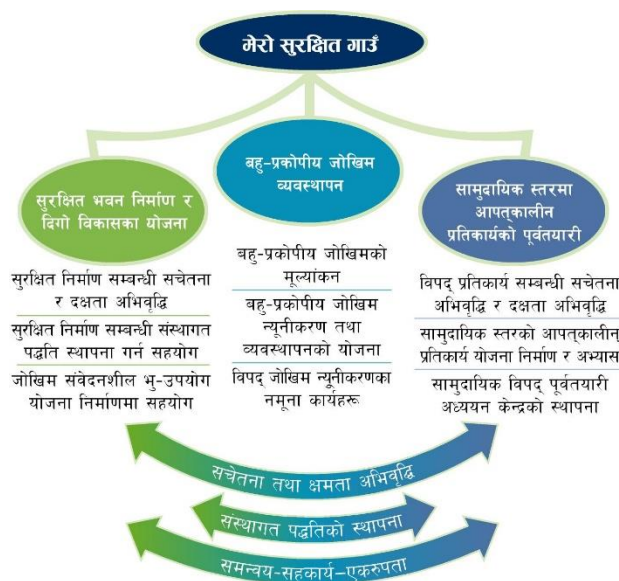 मेरो सुरक्षित गाउँ
सुरक्षित भवन निर्माण र
दिगो विकासका योजना
सुरक्षित निर्माण सम्बन्धी सचेतना
र दक्षता अभिवृद्धि
सुरक्षित निर्माण सम्बन्धी संस्थागत
पद्धति स्थापना गर्न सहयोग
जोखिम संवेदनशील भु-उपयोग
योजना निर्माणमा सहयोग
बहु-प्रकोपीय जोखिम
व्यवस्थापन
बहु-प्रकोपीय जोखिमको
मूल्यांकन
बहु-प्रकोपीय जोखिम
न्यूनीकरण तथा
व्यवस्थापनको योजना
विपद् जोखिम न्यूनीकरणका
नमूना कार्यहरू
सामुदायिक स्तरमा
आपत्कालीन
प्रतिकार्यको पूर्वतयारी
विपद प्रतिकार्य सम्बन्धी सचेतना
अभिवृद्धि र दक्षता अभिवृद्धि
सामुदायिक स्तरको आपत्कालीन
प्रतिकार्य योजना निर्माण र अभ्यास
सामुदायिक विपद् पूर्वतयारी
अध्ययन केन्द्रको स्थापना
सचेतना तथा क्षमता अभिवृद्धि
संस्थागत पद्धतिको स्थापना
समन्वय-सहकार्य-एकरुपता